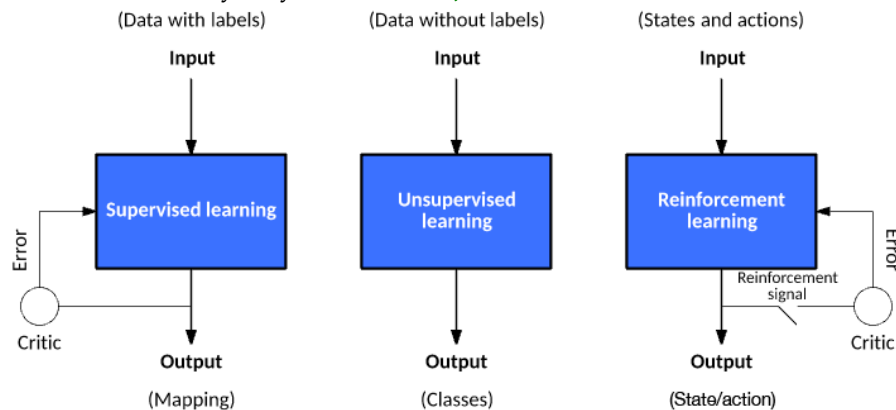 (Data with labels)
(Data without labels)
(States and actions)
Input
Input
Input
Supervised learning
Unsupervised
learning
Reinforcement
learning
Error
Error
Reinforcement
signal
Critic
Critic
Output
Output
Output
(Mapping)
(Classes)
(State/action)